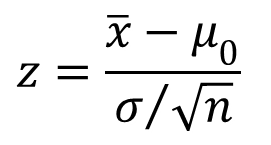 z = (x̄ − μ₀) / (σ/√n)